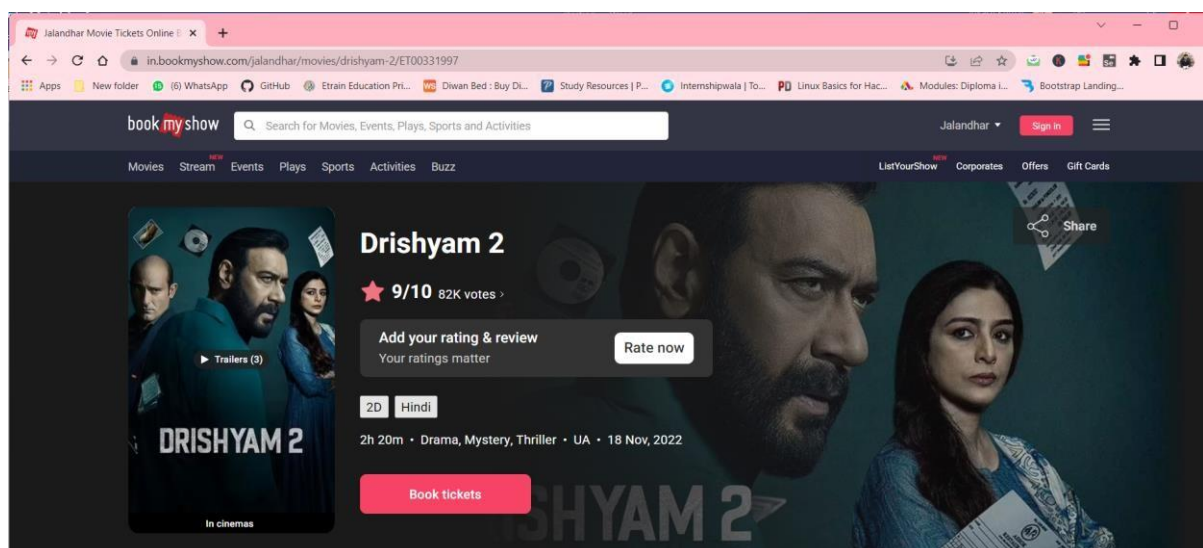 Jalandhar Movie Tickets Online B
in.bookmyshow.com/jalandhar/movies/drishyam-2/ET00331997
Apps New folder (6) WhatsApp GitHub Etrain Education Pri... Diwan Bed : Buy Di... Study Resources | P... Internshipwala | To... PD Linux Basics for Hac... Modules: Diploma i... Bootstrap Landing...
book my show Search for Movies, Events, Plays, Sports and Activities Jalandhar Sign in
Movies Stream NEW Events Plays Sports Activities Buzz ListYourShow NEW Corporates Offers Gift Cards
Share
Drishyam 2
9/10 82K votes >
Add your rating & review
Your ratings matter
Rate now
Trailers (3)
2D Hindi
2h 20m • Drama, Mystery, Thriller • UA • 18 Nov, 2022
DRISHYAM 2
Book tickets
In cinemas
SHYAM 2